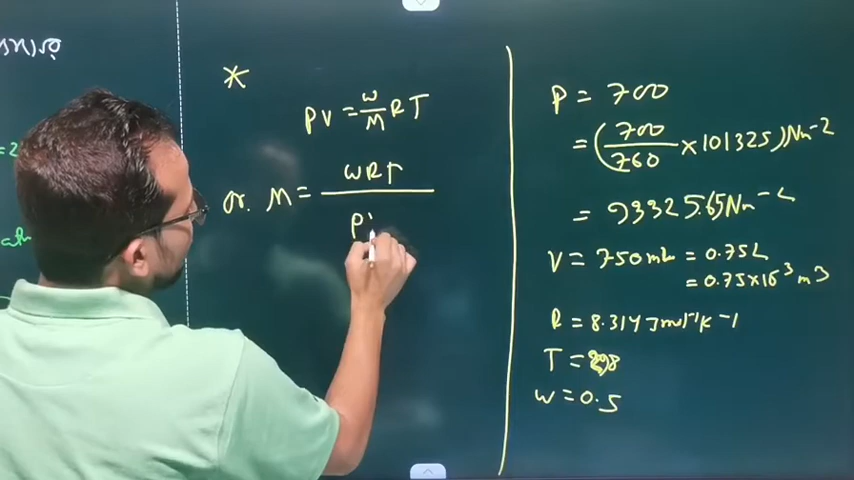 *
PV = w/M RT
or. M = wRT / P
P = 700
= (700/760 × 101325) Nm-2
= 93325.65 Nm-2
V = 750 mL = 0.75 L
= 0.75×10-3 m3
R = 8.314 J mol-1 K-1
T = 298
w = 0.5